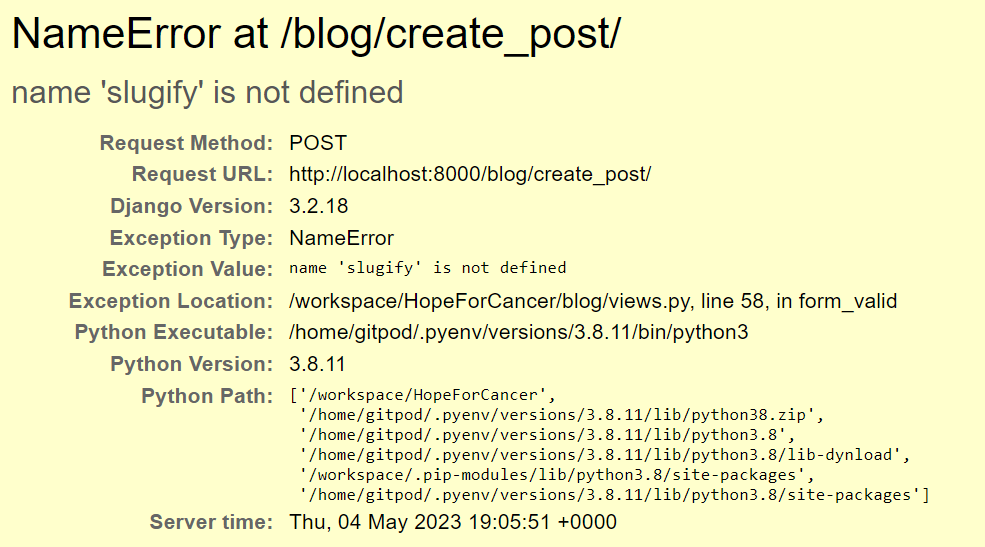 NameError at /blog/create_post/
name 'slugify' is not defined
Request Method: POST
Request URL: http://localhost:8000/blog/create_post/
Django Version: 3.2.18
Exception Type: NameError
Exception Value: name 'slugify' is not defined
Exception Location: /workspace/HopeForCancer/blog/views.py, line 58, in form_valid
Python Executable: /home/gitpod/.pyenv/versions/3.8.11/bin/python3
Python Version: 3.8.11
Python Path: ['/workspace/HopeForCancer',
'/home/gitpod/.pyenv/versions/3.8.11/lib/python38.zip',
'/home/gitpod/.pyenv/versions/3.8.11/lib/python3.8',
'/home/gitpod/.pyenv/versions/3.8.11/lib/python3.8/lib-dynload',
'/workspace/.pip-modules/lib/python3.8/site-packages',
'/home/gitpod/.pyenv/versions/3.8.11/lib/python3.8/site-packages']
Server time: Thu, 04 May 2023 19:05:51 +0000